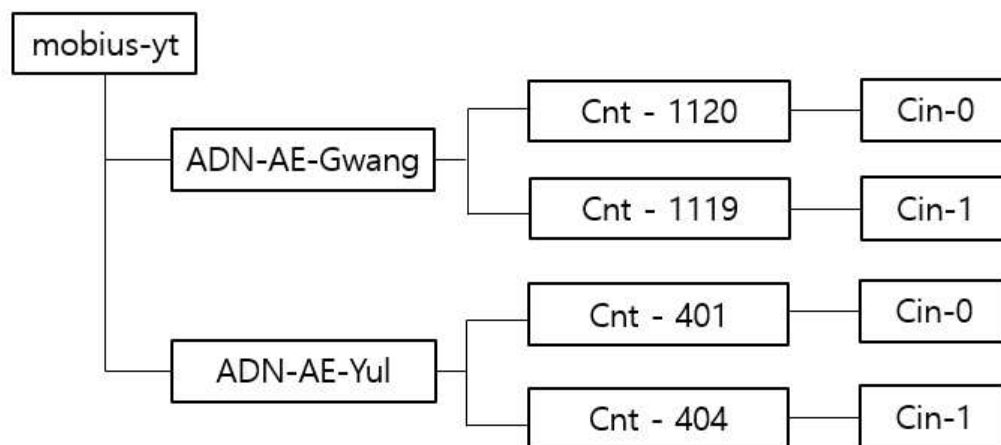 mobius-yt
Cnt - 1120
Cin-0
ADN-AE-Gwang
Cnt - 1119
Cin-1
Cnt - 401
Cin-0
ADN-AE-Yul
Cnt - 404
Cin-1